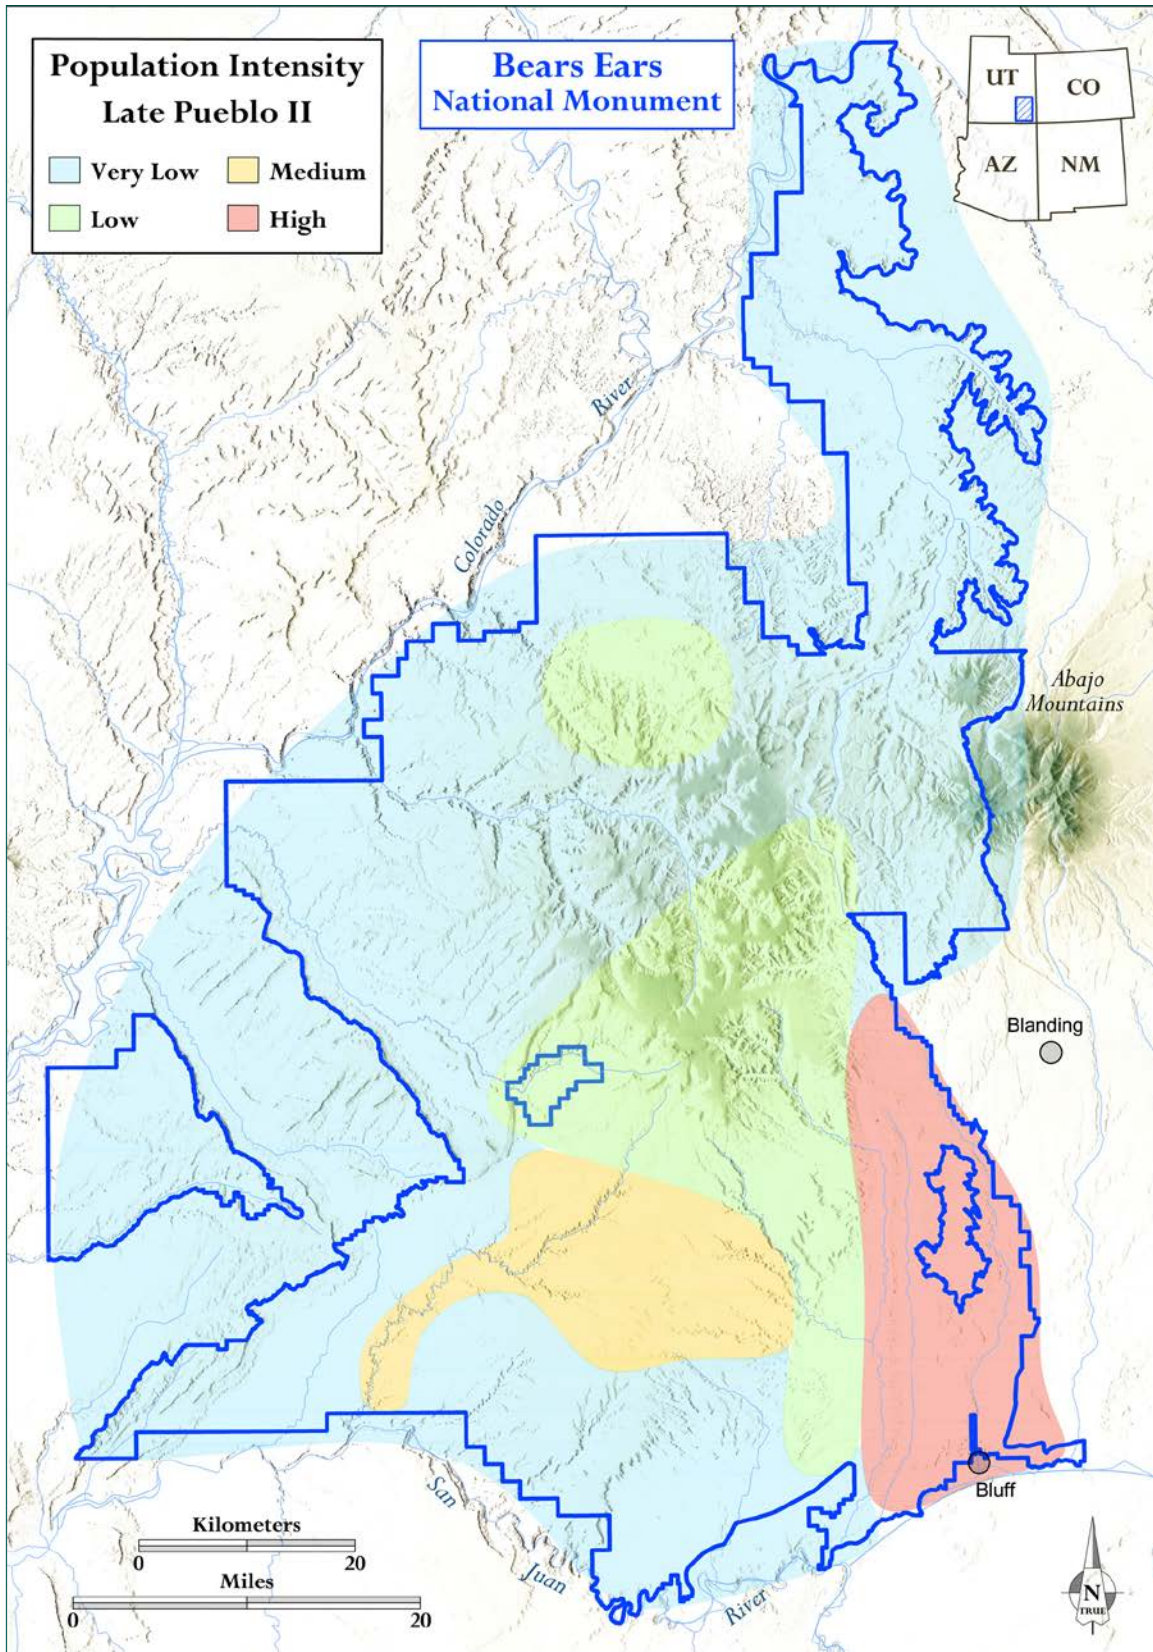 Population Intensity
Late Pueblo II
Very Low
Medium
Low
High
Bears Ears
National Monument
UT
CO
AZ
NM
River
Colorado
Abajo
Mountains
Blanding
Bluff
San
Juan
River
Kilometers
0
20
Miles
0
20
N
TRUE